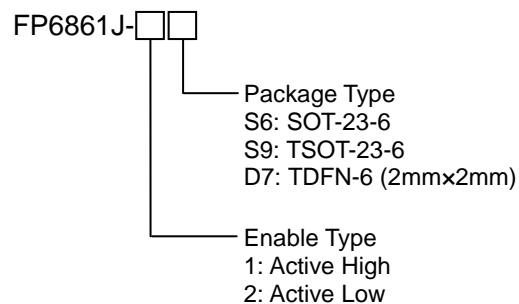 FP6861J-□□
Package Type
S6: SOT-23-6
S9: TSOT-23-6
D7: TDFN-6 (2mm×2mm)
Enable Type
1: Active High
2: Active Low